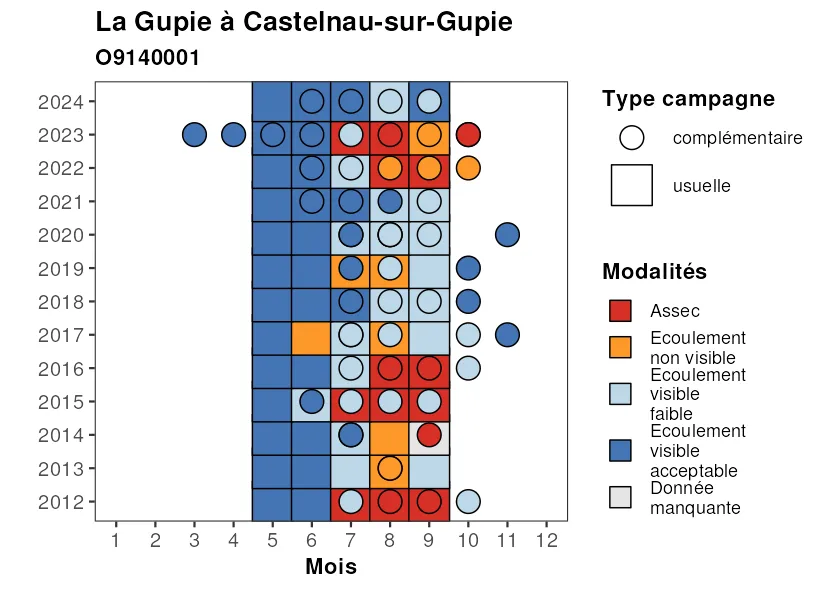 La Gupie à Castelnau-sur-Gupie
O9140001
2024
2023
2022
2021
2020
2019
2018
2017
2016
2015
2014
2013
2012
1 2 3 4 5 6 7 8 9 10 11 12
Mois
Type campagne
complémentaire
usuelle
Modalités
Assec
Ecoulement
non visible
Ecoulement
visible
faible
Ecoulement
visible
acceptable
Donnée
manquante